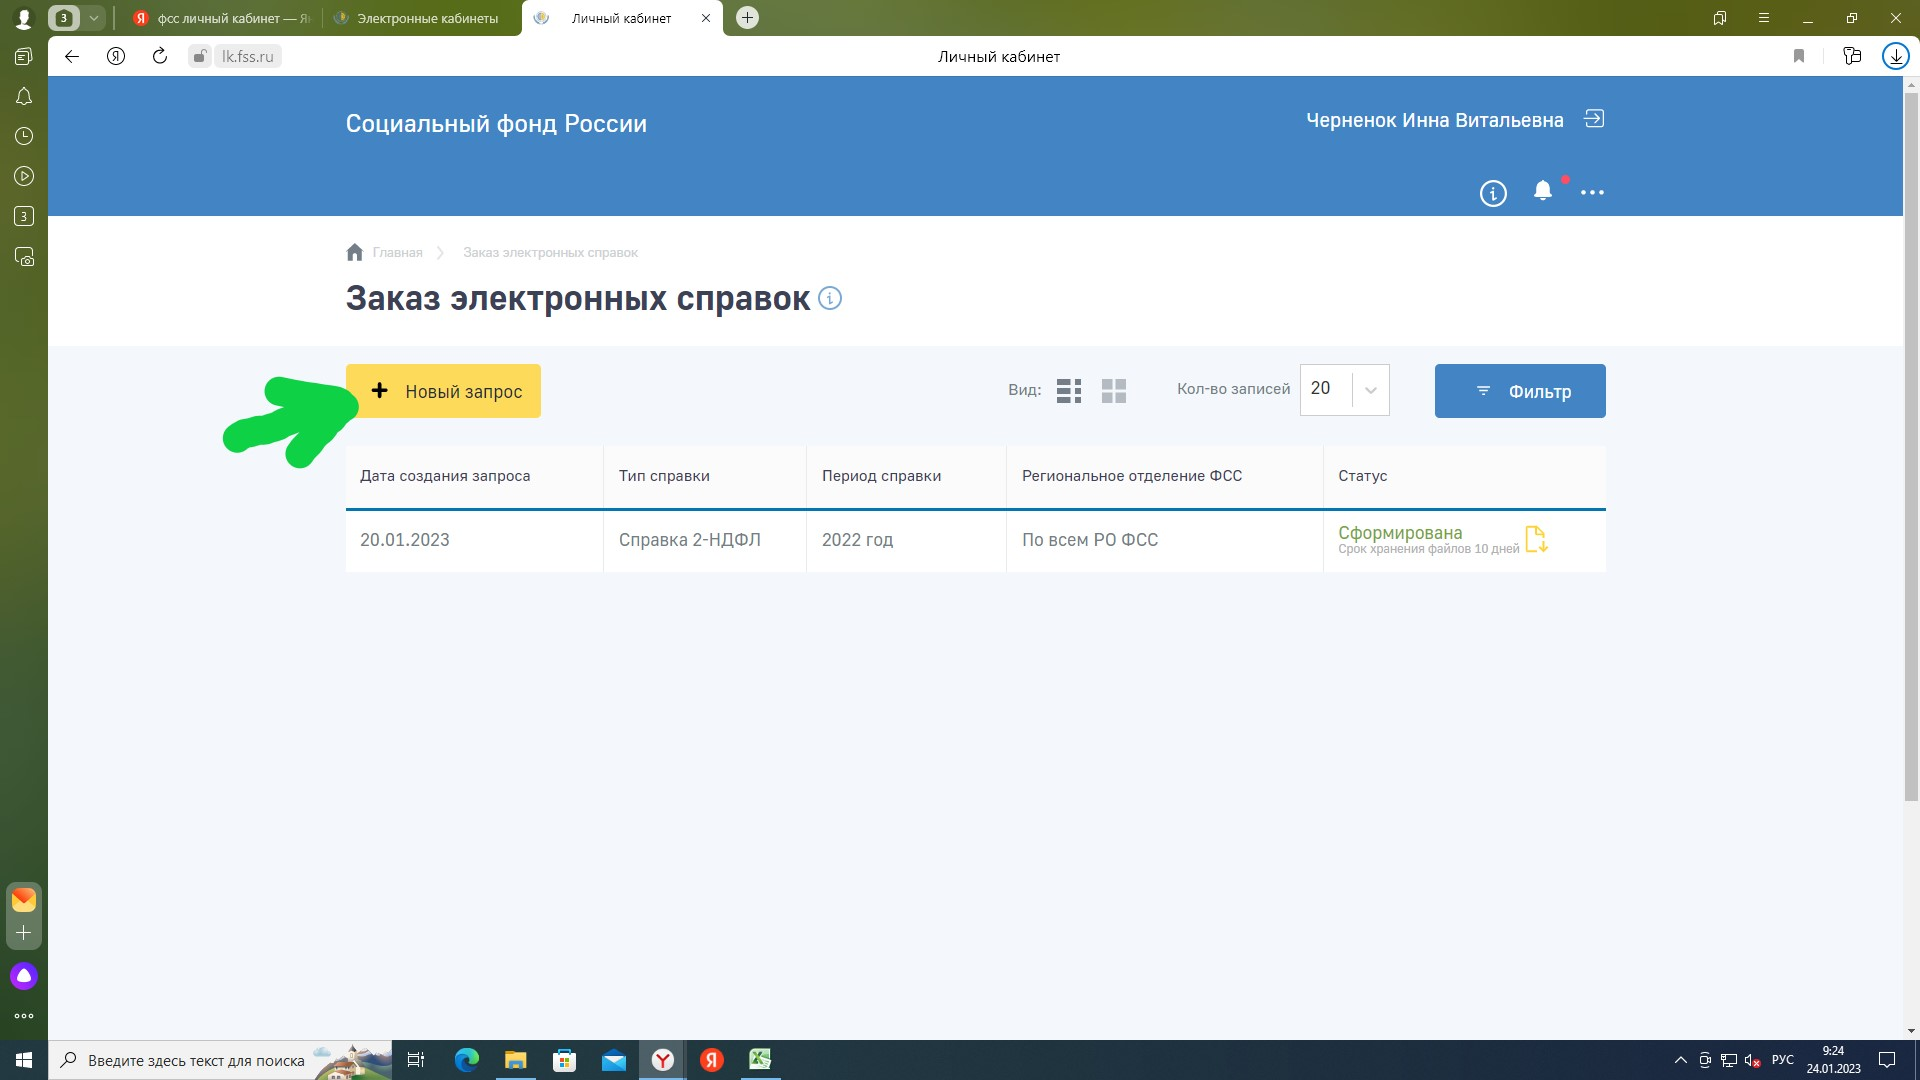 3
фсс личный кабинет — Ян
Электронные кабинеты
Личный кабинет
lk.fss.ru
Личный кабинет
Социальный фонд России
Черненок Инна Витальевна
3
Главная
Заказ электронных справок
Заказ электронных справок
Новый запрос
Вид:
Кол-во записей
20
Фильтр
Дата создания запроса
Тип справки
Период справки
Региональное отделение ФСС
Статус
20.01.2023
Справка 2-НДФЛ
2022 год
По всем РО ФСС
Сформирована
Срок хранения файлов 10 дней
Введите здесь текст для поиска
РУС
9:24
24.01.2023